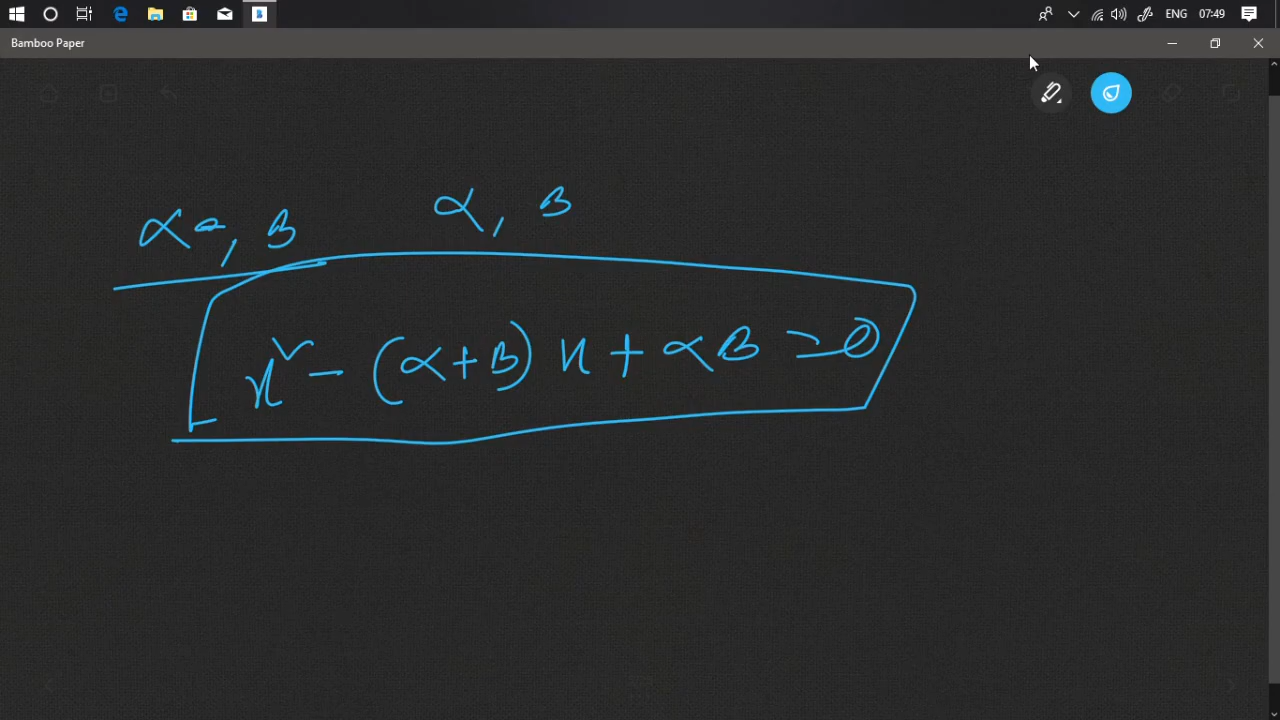 ENG 07:49
Bamboo Paper
α=, β α, β
x² - (α+β) x + αβ = 0